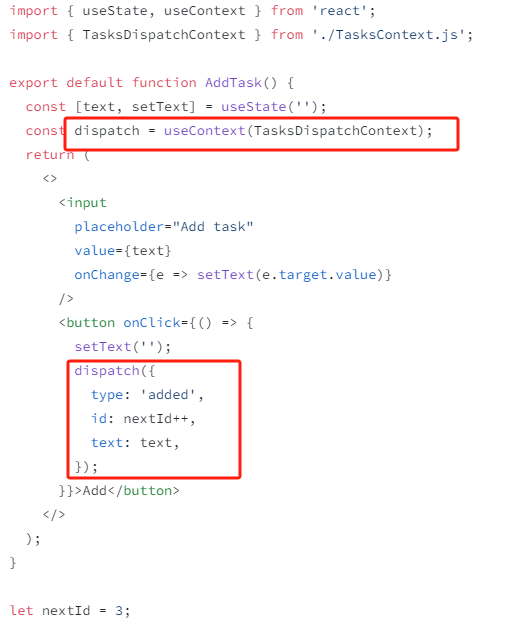 import { useState, useContext } from 'react';
import { TasksDispatchContext } from './TasksContext.js';

export default function AddTask() {
  const [text, setText] = useState('');
  const dispatch = useContext(TasksDispatchContext);
  return (
    <>
      <input
        placeholder="Add task"
        value={text}
        onChange={e => setText(e.target.value)}
      />
      <button onClick={() => {
        setText('');
        dispatch({
          type: 'added',
          id: nextId++,
          text: text,
        });
      }}>Add</button>
    </>
  );
}

let nextId = 3;